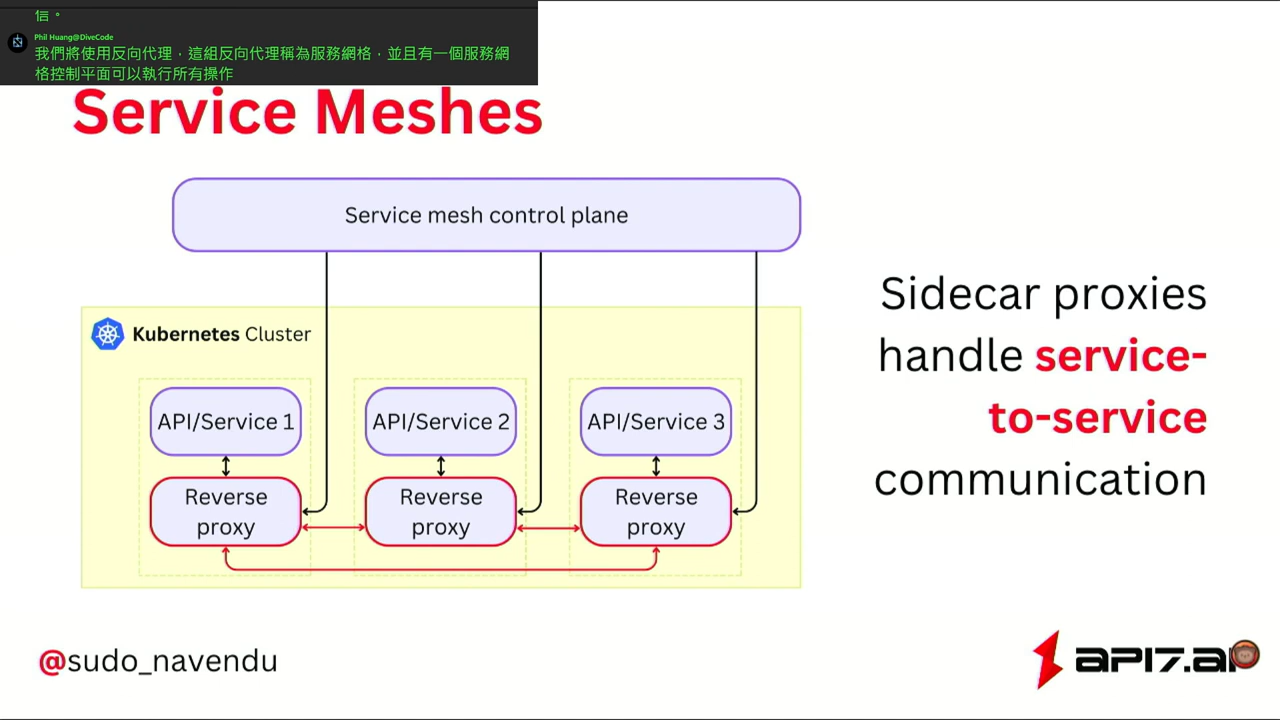 信。
Phil Huang@DiveCode
我們將使用反向代理，這組反向代理稱為服務網格，並且有一個服務網
格控制平面可以執行所有操作
Service Meshes
Service mesh control plane
Kubernetes Cluster
API/Service 1
API/Service 2
API/Service 3
Reverse
proxy
Reverse
proxy
Reverse
proxy
Sidecar proxies
handle service-
to-service
communication
@sudo_navendu
API7.ai